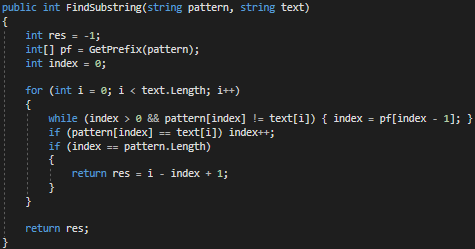 public int FindSubstring(string pattern, string text)
{
    int res = -1;
    int[] pf = GetPrefix(pattern);
    int index = 0;

    for (int i = 0; i < text.Length; i++)
    {
        while (index > 0 && pattern[index] != text[i]) { index = pf[index - 1]; }
        if (pattern[index] == text[i]) index++;
        if (index == pattern.Length)
        {
            return res = i - index + 1;
        }
    }

    return res;
}